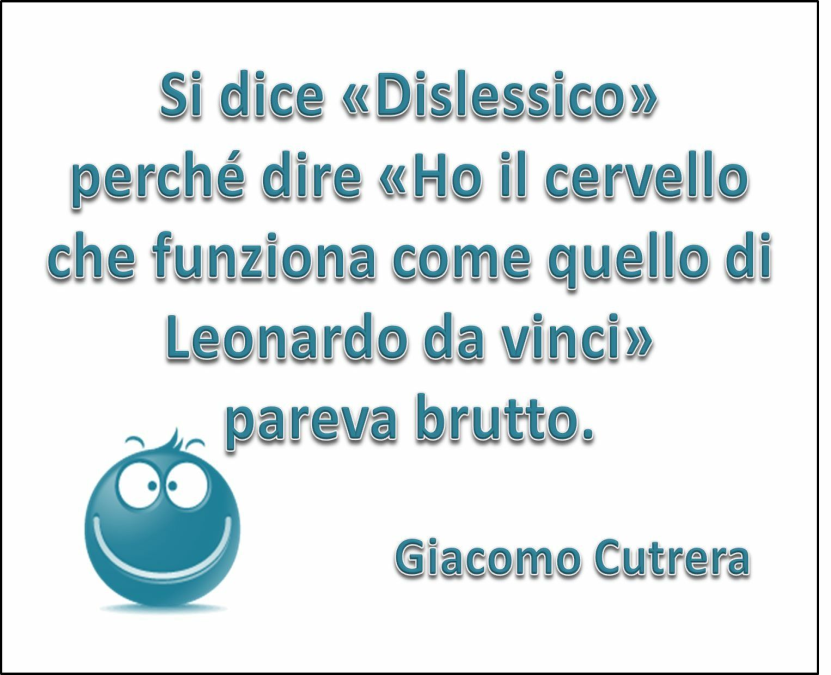 Si dice «Dislessico»
perché dire «Ho il cervello
che funziona come quello di
Leonardo da vinci»
pareva brutto.
Giacomo Cutrera